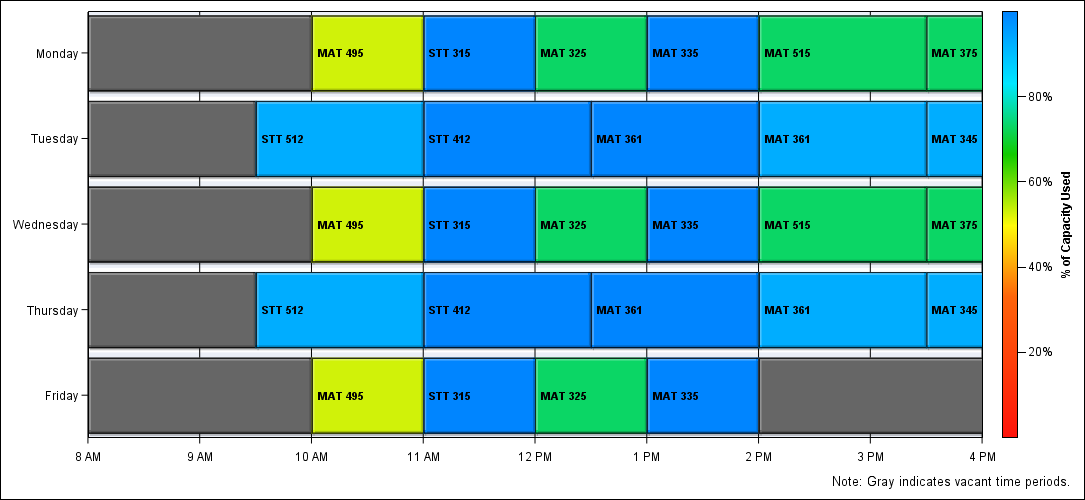 Monday
MAT 495
STT 315
MAT 325
MAT 335
MAT 515
MAT 375
Tuesday
STT 512
STT 412
MAT 361
MAT 361
MAT 345
Wednesday
MAT 495
STT 315
MAT 325
MAT 335
MAT 515
MAT 375
Thursday
STT 512
STT 412
MAT 361
MAT 361
MAT 345
Friday
MAT 495
STT 315
MAT 325
MAT 335
8 AM
9 AM
10 AM
11 AM
12 PM
1 PM
2 PM
3 PM
4 PM
80%
60%
40%
20%
% of Capacity Used
Note: Gray indicates vacant time periods.